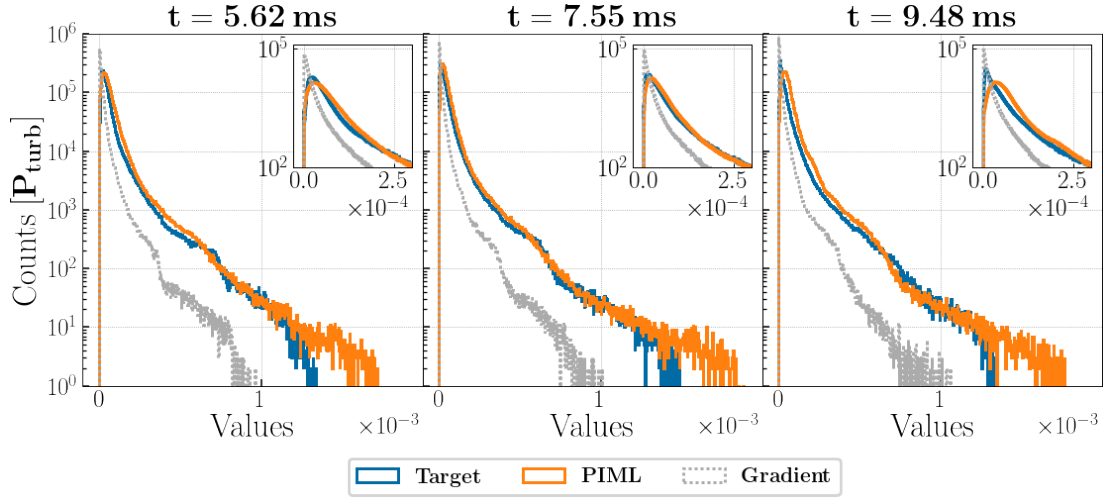 t = 5.62 ms
t = 7.55 ms
t = 9.48 ms
Counts [P_turb]
10^6
10^5
10^4
10^3
10^2
10^1
10^0
10^5
10^2
0.0 2.5
×10^−4
10^5
10^2
0.0 2.5
×10^−4
10^5
10^2
0.0 2.5
×10^−4
0 1
Values ×10^−3
0 1
Values ×10^−3
0 1
Values ×10^−3
Target PIML Gradient